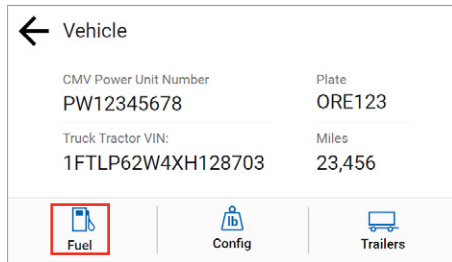 Vehicle
CMV Power Unit Number Plate
PW12345678 ORE123
Truck Tractor VIN: Miles
1FTLP62W4XH128703 23,456
lb
Fuel Config Trailers